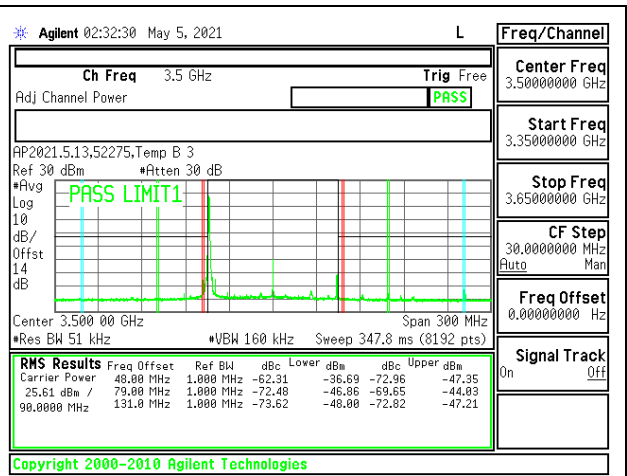 Agilent 02:32:30 May 5, 2021 L Freq/Channel
Ch Freq 3.5 GHz Trig Free
Adj Channel Power PASS
Center Freq
3.50000000 GHz
Start Freq
3.35000000 GHz
Stop Freq
3.65000000 GHz
CF Step
30.0000000 MHz
Auto Man
Freq Offset
0.00000000 Hz
Signal Track
On Off
AP2021.5.13,52275,Temp B 3
Ref 30 dBm #Atten 30 dB
#Avg
Log
10
dB/
Offst
14
dB
PASS LIMIT1
Center 3.500 00 GHz Span 300 MHz
#Res BW 51 kHz #VBW 160 kHz Sweep 347.8 ms (8192 pts)
RMS Results Freq Offset Ref BW dBc Lower dBm dBc Upper dBm
Carrier Power 48.00 MHz 1.000 MHz -62.31 -36.69 -72.96 -47.35
25.61 dBm / 79.00 MHz 1.000 MHz -72.48 -46.86 -69.65 -44.03
90.0000 MHz 131.0 MHz 1.000 MHz -73.62 -48.00 -72.82 -47.21
Copyright 2000-2010 Agilent Technologies